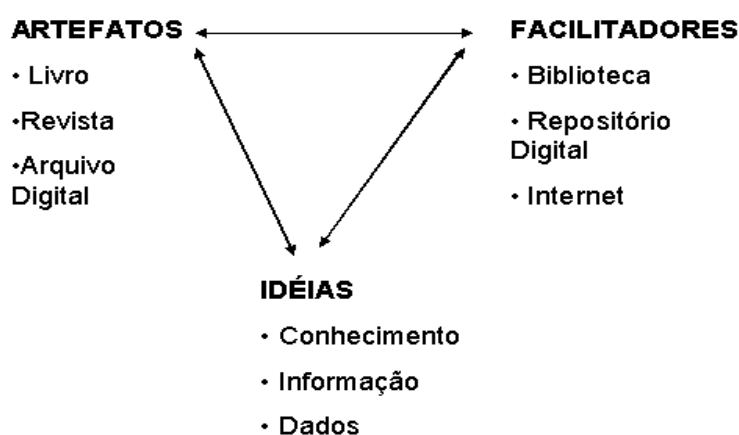 ARTEFATOS
• Livro
•Revista
•Arquivo
Digital
FACILITADORES
• Biblioteca
• Repositório
Digital
• Internet
IDÉIAS
• Conhecimento
• Informação
• Dados